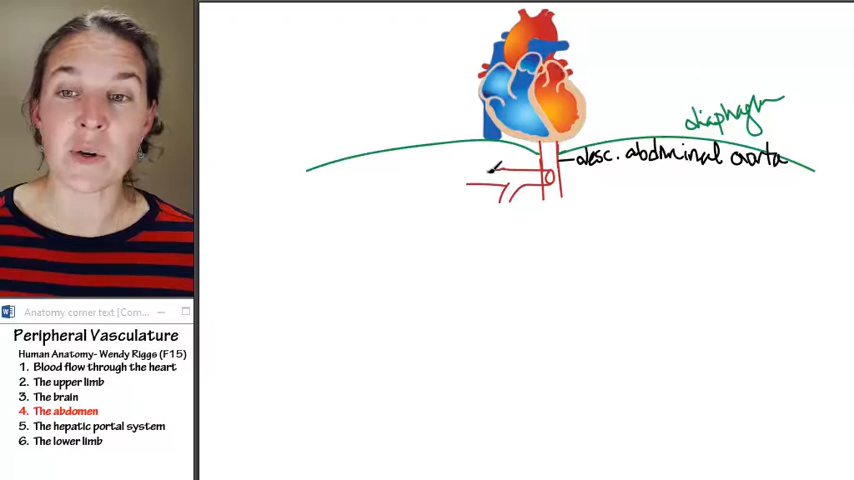 diaphagm
desc. abdominal aorta
Anatomy corner text [Com...
Peripheral Vasculature
Human Anatomy- Wendy Riggs (F15)
1. Blood flow through the heart
2. The upper limb
3. The brain
4. The abdomen
5. The hepatic portal system
6. The lower limb